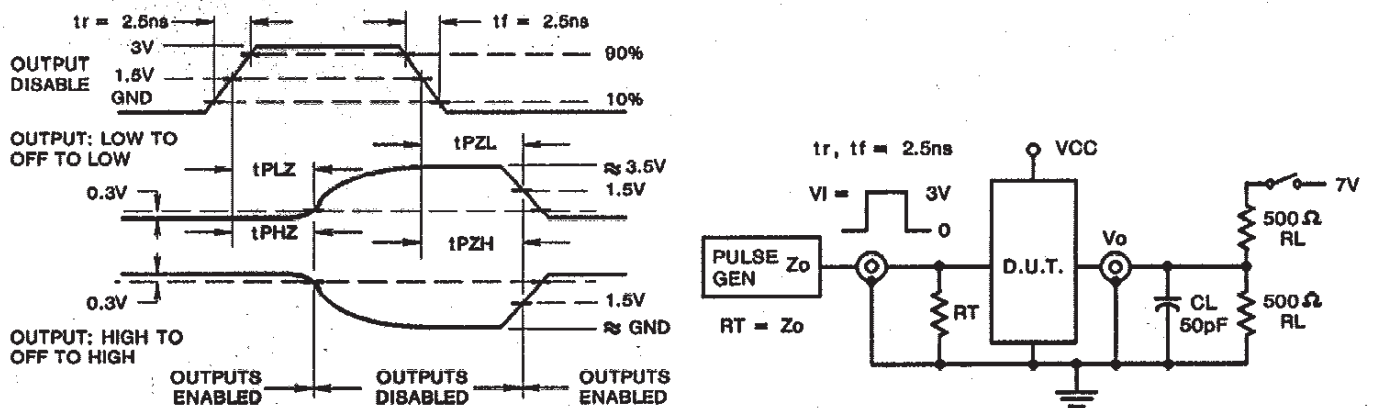 tr = 2.5ns
tf = 2.5ns
3V
90%
OUTPUT
DISABLE
1.5V
GND
10%
OUTPUT: LOW TO
OFF TO LOW
tPZL
tPLZ
≈ 3.5V
1.5V
0.3V
tPHZ
tPZH
0.3V
1.5V
≈ GND
OUTPUT: HIGH TO
OFF TO HIGH
OUTPUTS
ENABLED
OUTPUTS
DISABLED
OUTPUTS
ENABLED
tr, tf = 2.5ns
VCC
VI =
3V
0
7V
500Ω
RL
PULSE
GEN
Zo
D.U.T.
Vo
RT
RT = Zo
CL
50pF
500Ω
RL